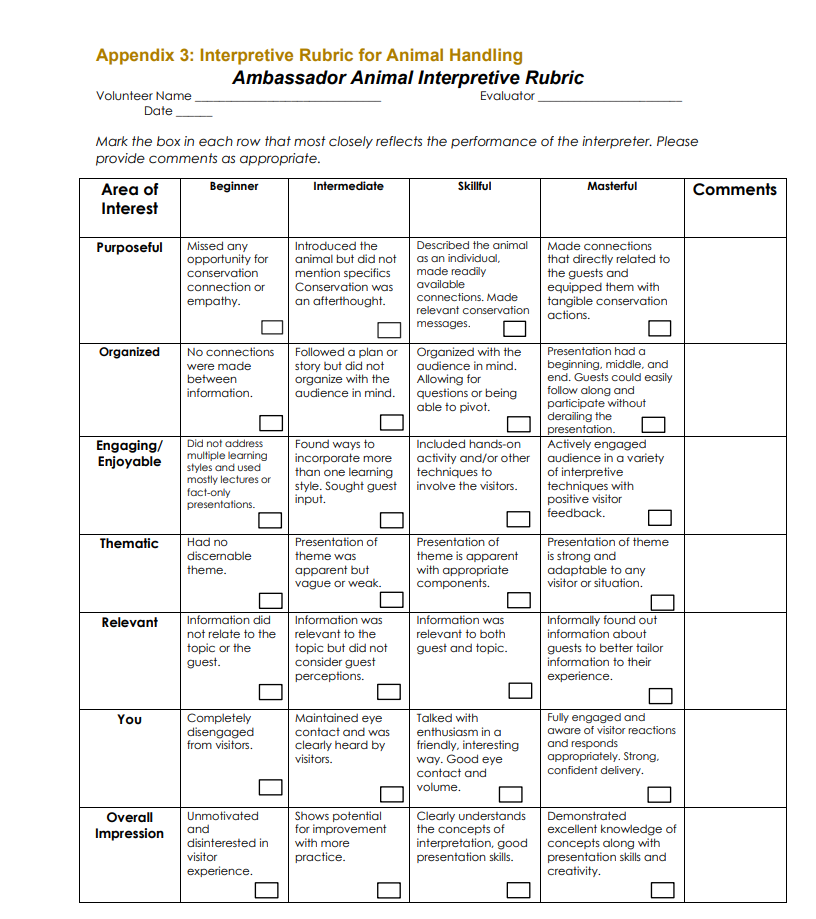 Appendix 3: Interpretive Rubric for Animal Handling
Ambassador Animal Interpretive Rubric
Volunteer Name ____________________________ Evaluator ______________________
Date ______
Mark the box in each row that most closely reflects the performance of the interpreter. Please
provide comments as appropriate.
Area of
Interest
Beginner
Intermediate
Skillful
Masterful
Comments
Purposeful
Missed any
opportunity for
conservation
connection or
empathy.
Introduced the
animal but did not
mention specifics
Conservation was
an afterthought.
Described the animal
as an individual,
made readily
available
connections. Made
relevant conservation
messages.
Made connections
that directly related to
the guests and
equipped them with
tangible conservation
actions.
Organized
No connections
were made
between
information.
Followed a plan or
story but did not
organize with the
audience in mind.
Organized with the
audience in mind.
Allowing for
questions or being
able to pivot.
Presentation had a
beginning, middle, and
end. Guests could easily
follow along and
participate without
derailing the
presentation.
Engaging/
Enjoyable
Did not address
multiple learning
styles and used
mostly lectures or
fact-only
presentations.
Found ways to
incorporate more
than one learning
style. Sought guest
input.
Included hands-on
activity and/or other
techniques to
involve the visitors.
Actively engaged
audience in a variety
of interpretive
techniques with
positive visitor
feedback.
Thematic
Had no
discernable
theme.
Presentation of
theme was
apparent but
vague or weak.
Presentation of
theme is apparent
with appropriate
components.
Presentation of theme
is strong and
adaptable to any
visitor or situation.
Relevant
Information did
not relate to the
topic or the
guest.
Information was
relevant to the
topic but did not
consider guest
perceptions.
Information was
relevant to both
guest and topic.
Informally found out
information about
guests to better tailor
information to their
experience.
You
Completely
disengaged
from visitors.
Maintained eye
contact and was
clearly heard by
visitors.
Talked with
enthusiasm in a
friendly, interesting
way. Good eye
contact and
volume.
Fully engaged and
aware of visitor reactions
and responds
appropriately. Strong,
confident delivery.
Overall
Impression
Unmotivated
and
disinterested in
visitor
experience.
Shows potential
for improvement
with more
practice.
Clearly understands
the concepts of
interpretation, good
presentation skills.
Demonstrated
excellent knowledge of
concepts along with
presentation skills and
creativity.